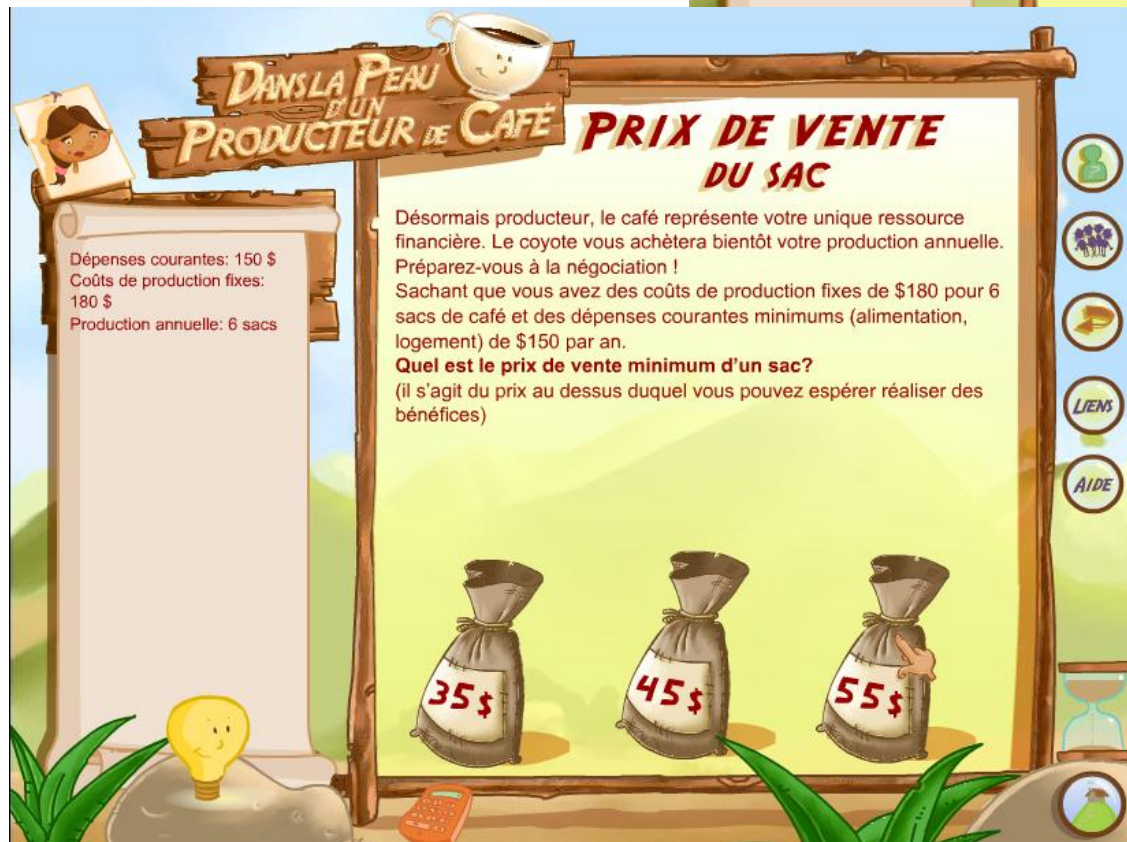 DANS LA PEAU
D'UN
PRODUCTEUR DE CAFÉ
PRIX DE VENTE
DU SAC
Dépenses courantes: 150 $
Coûts de production fixes:
180 $
Production annuelle: 6 sacs
Désormais producteur, le café représente votre unique ressource
financière. Le coyote vous achètera bientôt votre production annuelle.
Préparez-vous à la négociation !
Sachant que vous avez des coûts de production fixes de $180 pour 6
sacs de café et des dépenses courantes minimums (alimentation,
logement) de $150 par an.
Quel est le prix de vente minimum d'un sac?
(il s'agit du prix au dessus duquel vous pouvez espérer réaliser des
bénéfices)
35$
45$
55$
LIENS
AIDE